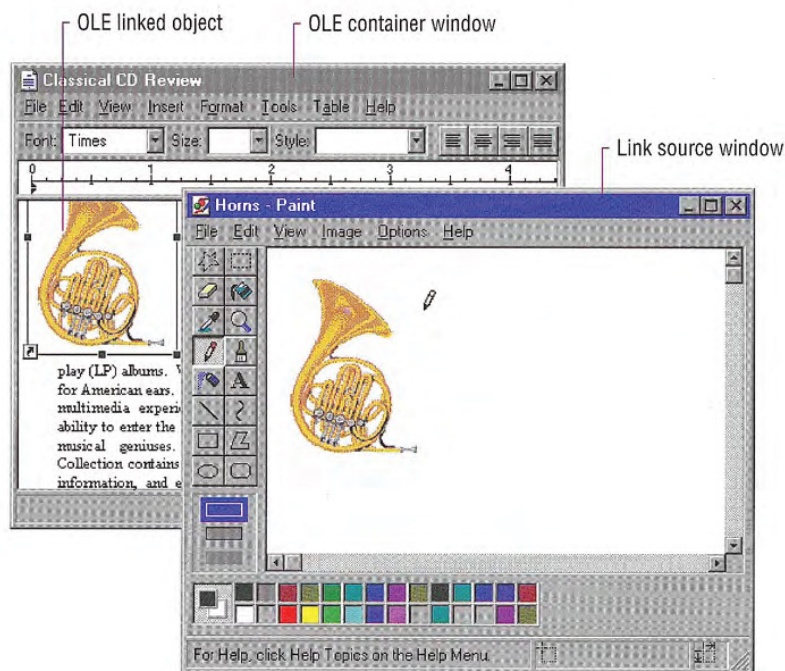 OLE linked object
OLE container window
Classical CD Review
File Edit View Insert Format Tools Table Help
Font: Times Size: Style:
0 1 2 3 4
Link source window
Horns - Paint
File Edit View Image Options Help
A
play (LP) albums.
for American ears.
multimedia
ability to enter the
musical geniuses.
Collection contains
information, and
For Help, click Help Topics on the Help Menu.